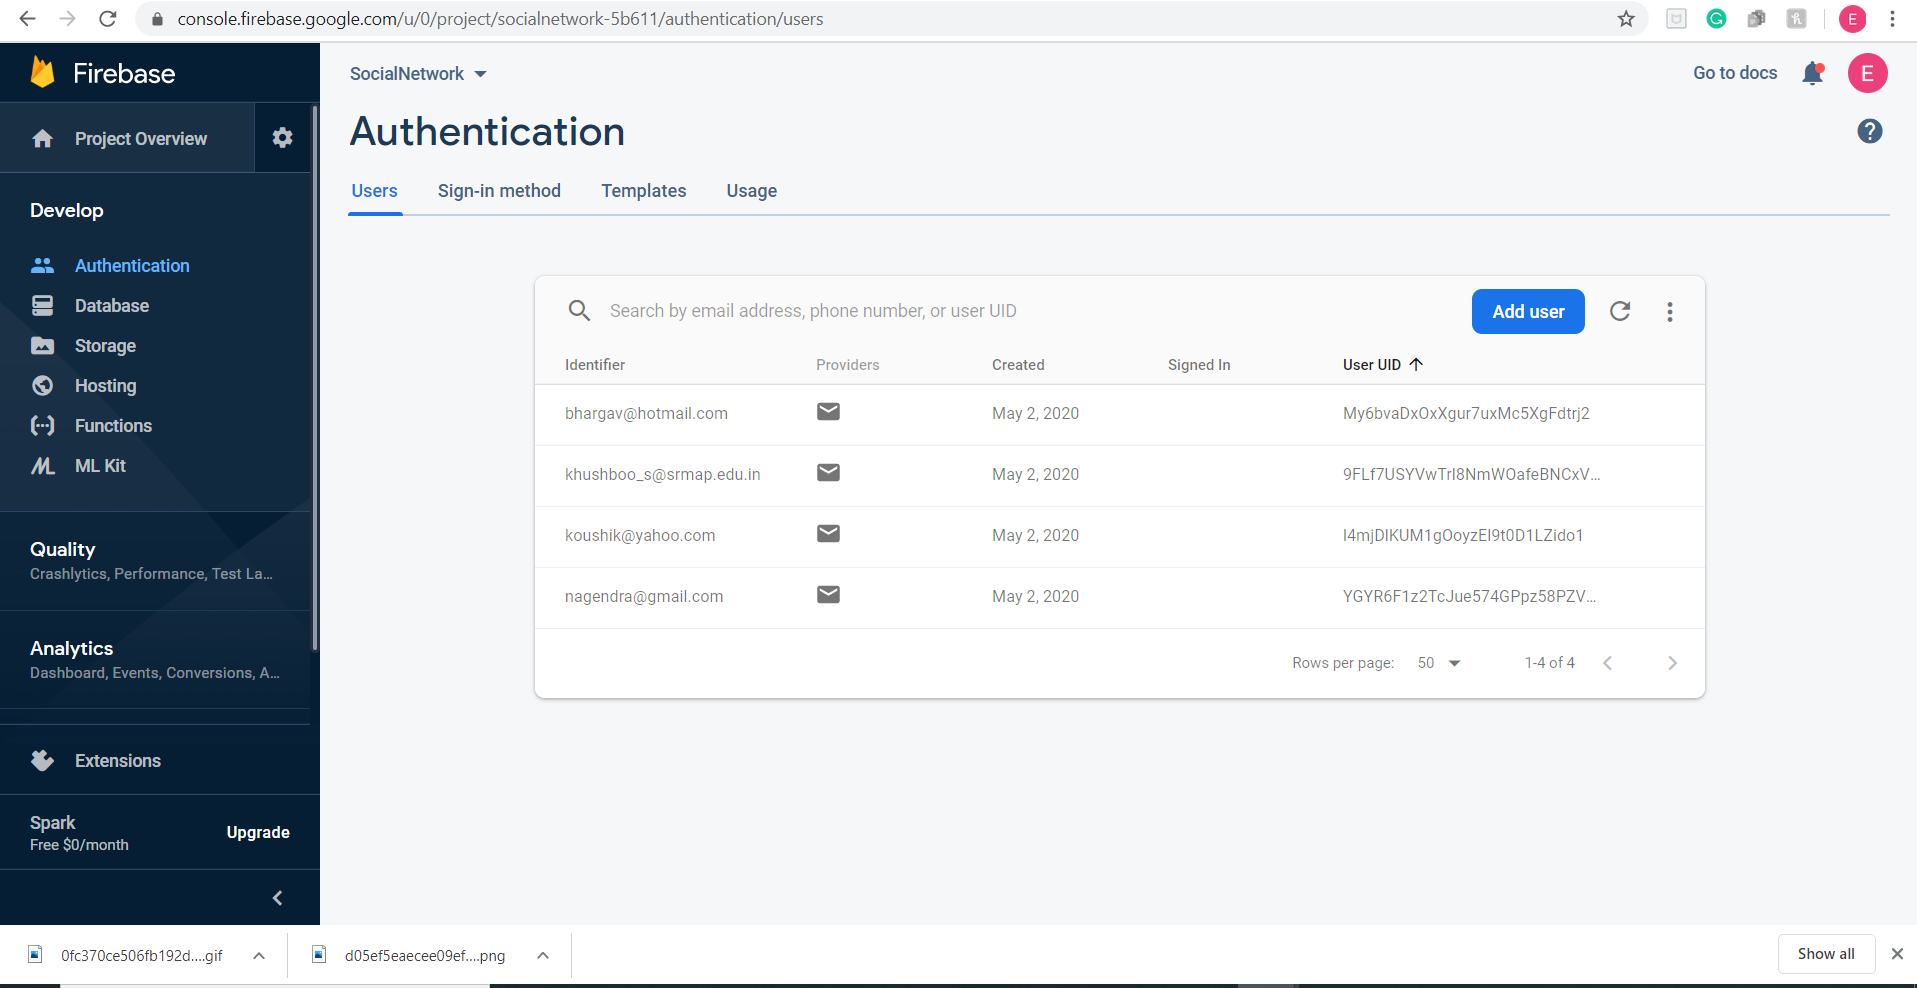 console.firebase.google.com/u/0/project/socialnetwork-5b611/authentication/users
E
Firebase
SocialNetwork
Go to docs
E
Project Overview
Authentication
?
Users Sign-in method Templates Usage
Develop
Authentication
Database
Storage
Hosting
Functions
ML Kit
Quality
Crashlytics, Performance, Test La...
Analytics
Dashboard, Events, Conversions, A...
Extensions
Spark
Free $0/month
Upgrade
Search by email address, phone number, or user UID
Add user
Identifier Providers Created Signed In User UID
bhargav@hotmail.com May 2, 2020 My6bvaDxOxXgur7uxMc5XgFdtrj2
khushboo_s@srmap.edu.in May 2, 2020 9FLf7USYVwTrI8NmWOafeBNCxV...
koushik@yahoo.com May 2, 2020 I4mjDIKUM1gOoyzEI9t0D1LZido1
nagendra@gmail.com May 2, 2020 YGYR6F1z2TcJue574GPpz58PZV...
Rows per page: 50 1-4 of 4
0fc370ce506fb192d....gif
d05ef5eaecee09ef....png
Show all